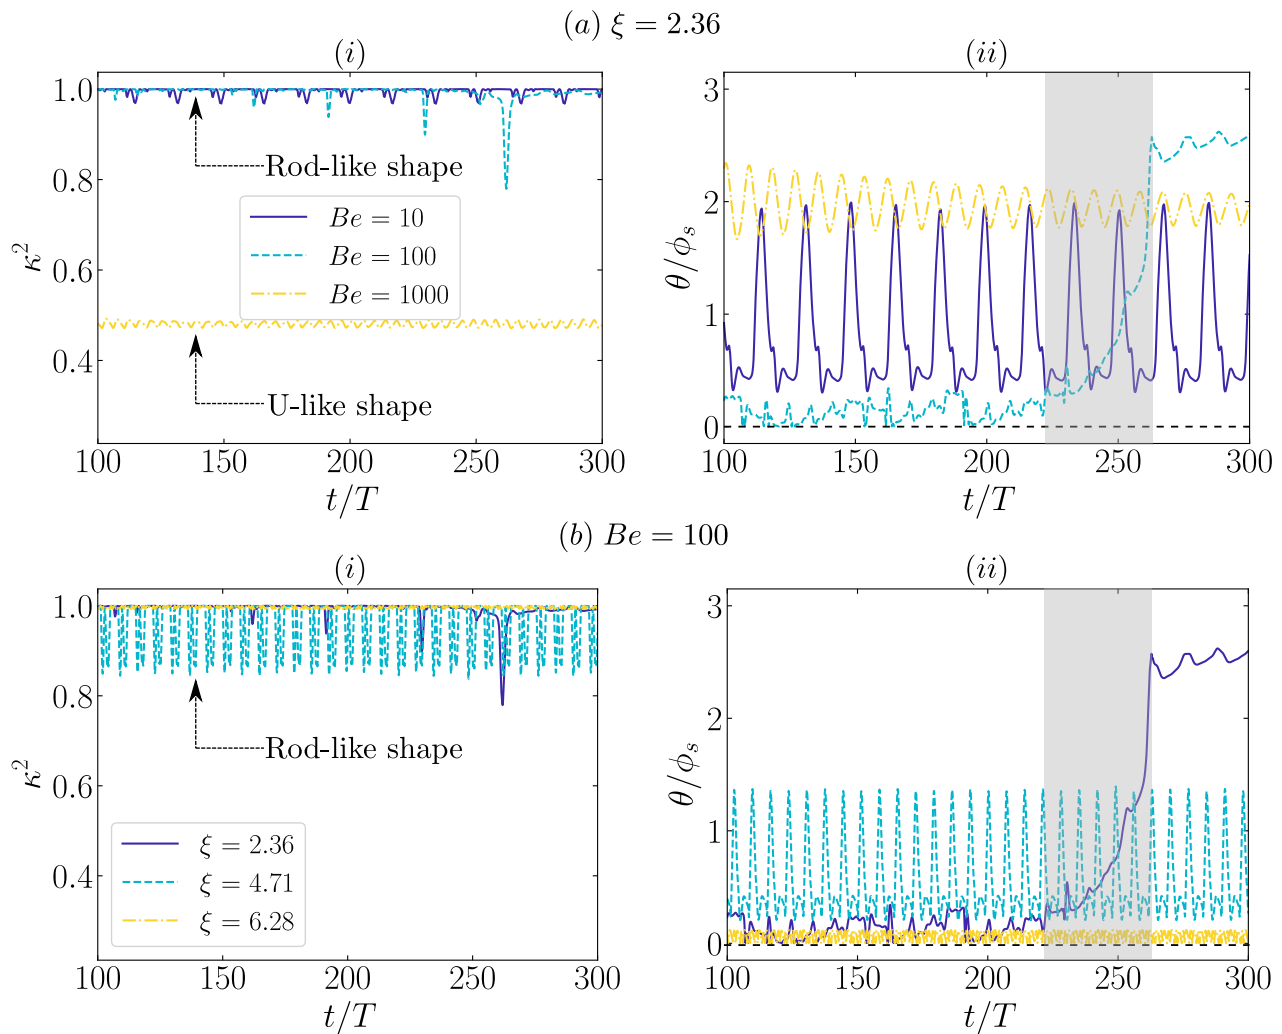 (a) ξ = 2.36
(i)
(ii)
1.0
0.8
0.6
0.4
κ²
Rod-like shape
Be = 10
Be = 100
Be = 1000
U-like shape
100
150
200
250
300
t/T
3
2
1
0
θ/ϕₛ
100
150
200
250
300
t/T
(b) Be = 100
(i)
(ii)
1.0
0.8
0.6
0.4
κ²
Rod-like shape
ξ = 2.36
ξ = 4.71
ξ = 6.28
100
150
200
250
300
t/T
3
2
1
0
θ/ϕₛ
100
150
200
250
300
t/T